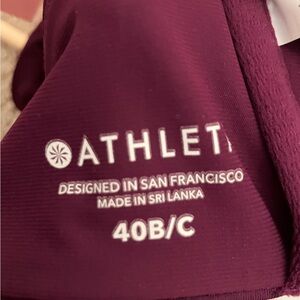 ATHLET
DESIGNED IN SAN FRANCISCO
MADE IN SRI LANKA
40B/C